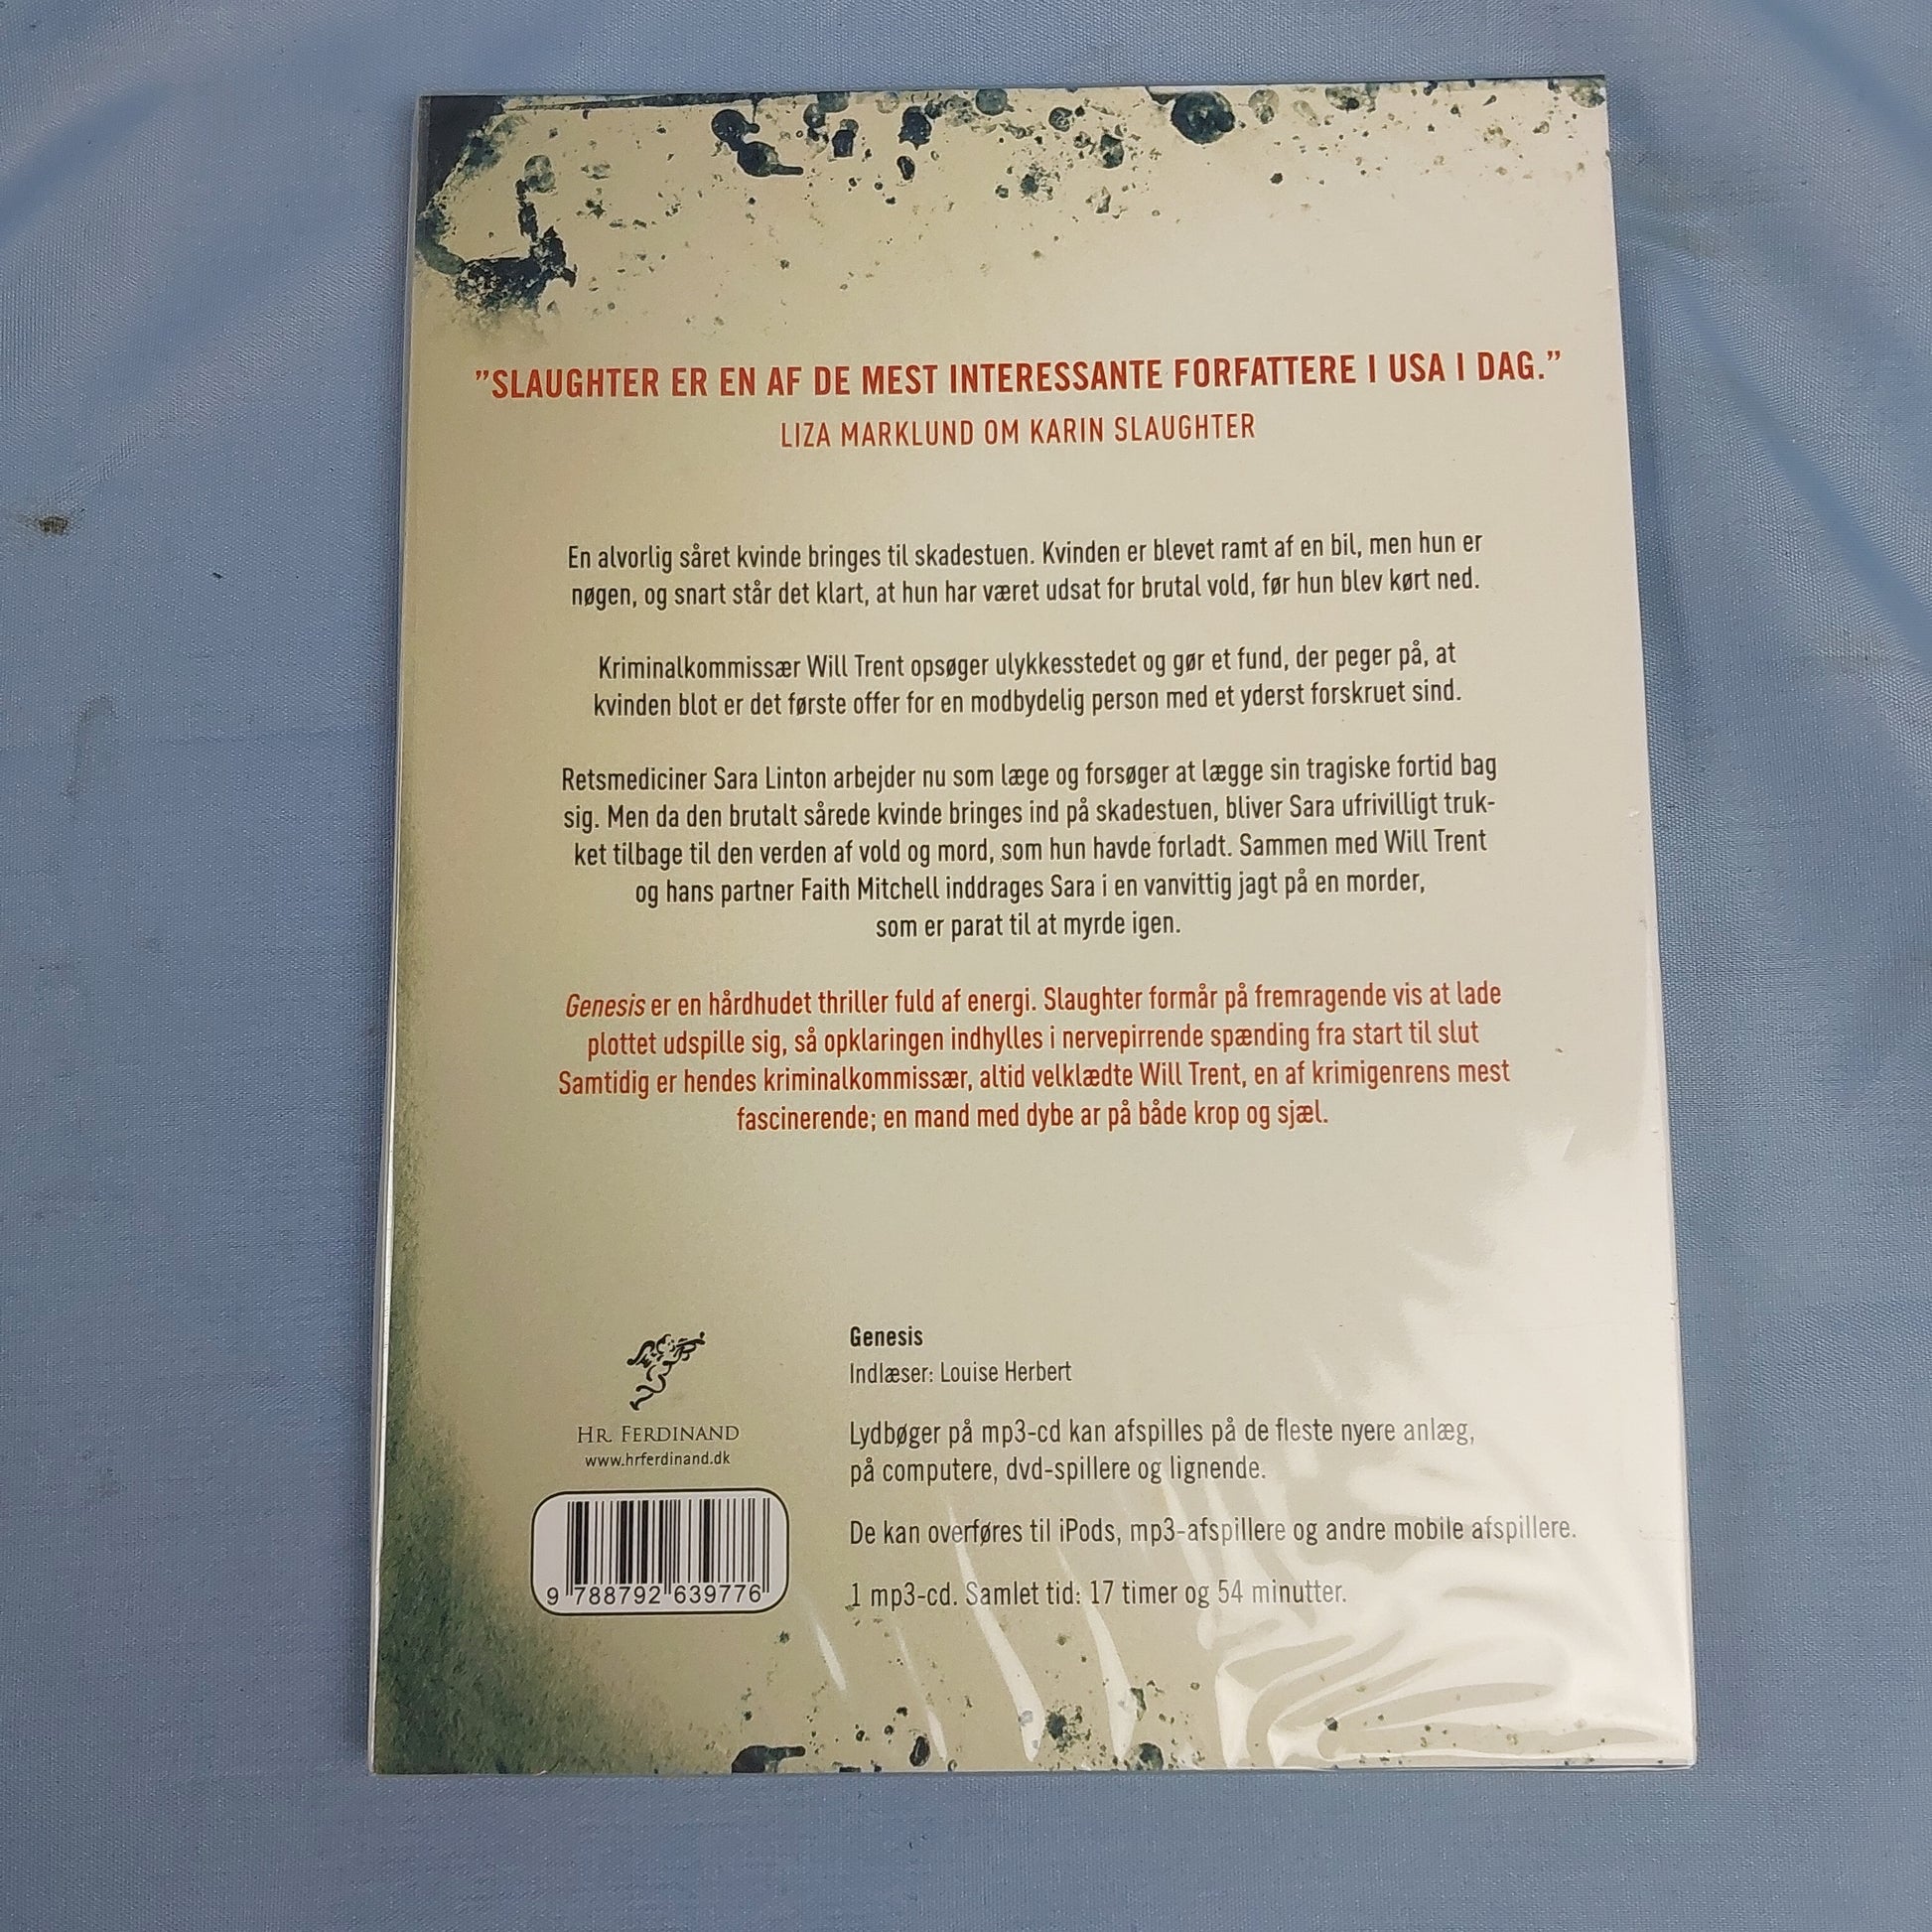 ”SLAUGHTER ER EN AF DE MEST INTERESSANTE FORFATTERE I USA I DAG.”
LIZA MARKLUND OM KARIN SLAUGHTER
En alvorlig såret kvinde bringes til skadestuen. Kvinden er blevet ramt af en bil, men hun er
nøgen, og snart står det klart, at hun har været udsat for brutal vold, før hun blev kørt ned.
Kriminalkommissær Will Trent opsøger ulykkesstedet og gør et fund, der peger på, at
kvinden blot er det første offer for en modbydelig person med et yderst forskruet sind.
Retsmediciner Sara Linton arbejder nu som læge og forsøger at lægge sin tragiske fortid bag
sig. Men da den brutalt sårede kvinde bringes ind på skadestuen, bliver Sara ufrivilligt truk-
ket tilbage til den verden af vold og mord, som hun havde forladt. Sammen med Will Trent
og hans partner Faith Mitchell inddrages Sara i en vanvittig jagt på en morder,
som er parat til at myrde igen.
Genesis er en hårdhudet thriller fuld af energi. Slaughter formår på fremragende vis at lade
plottet udspille sig, så opklaringen indhylles i nervepirrende spænding fra start til slut
Samtidig er hendes kriminalkommissær, altid velklædte Will Trent, en af krimigenrens mest
fascinerende; en mand med dybe ar på både krop og sjæl.
HR. FERDINAND
www.hrferdinand.dk
9 788792 639776
Genesis
Indlæser: Louise Herbert
Lydbøger på mp3-cd kan afspilles på de fleste nyere anlæg,
på computere, dvd-spillere og lignende.
De kan overføres til iPods, mp3-afspillere og andre mobile afspillere.
1 mp3-cd. Samlet tid: 17 timer og 54 minutter.